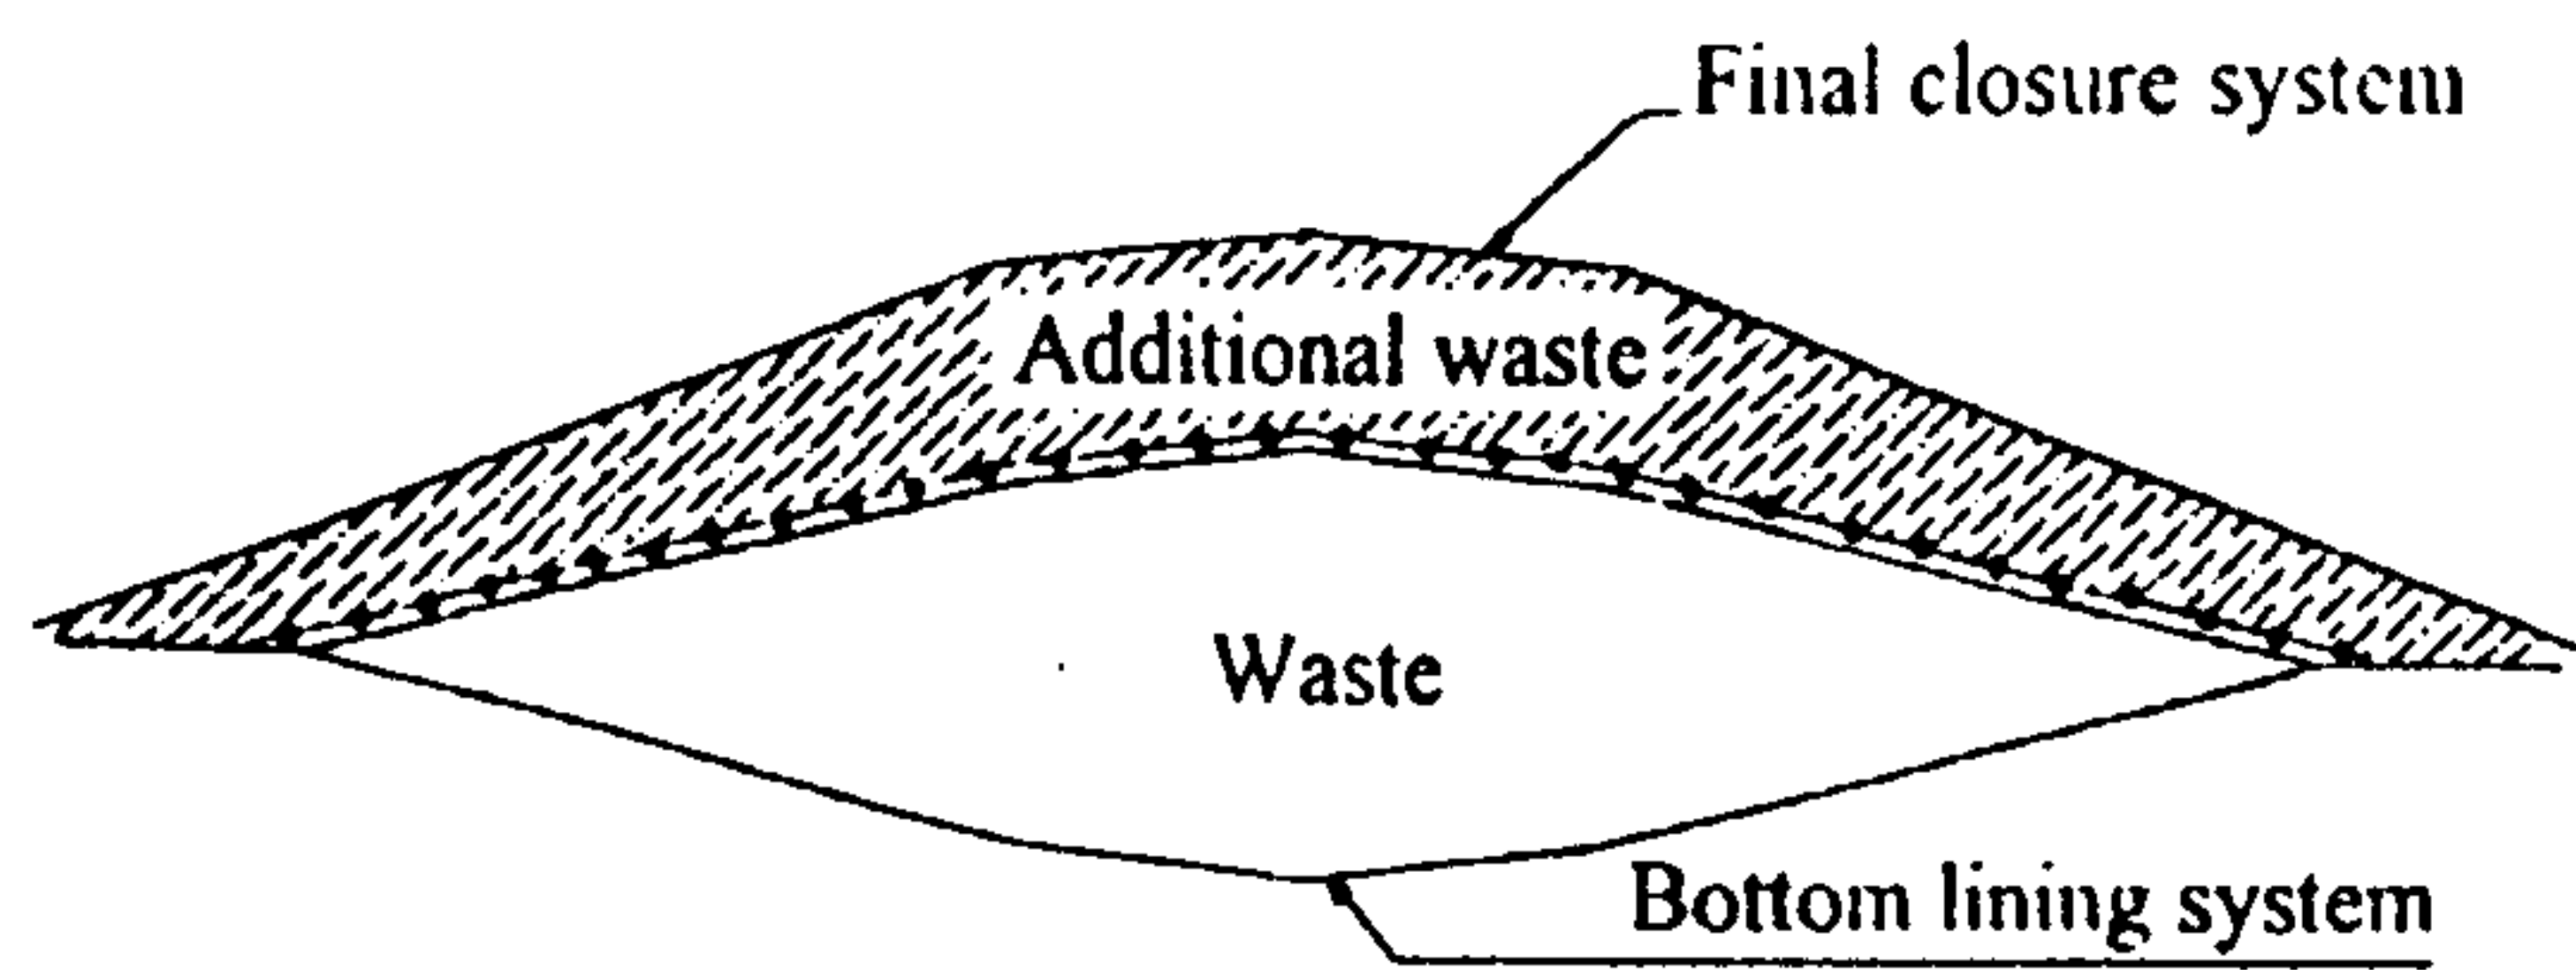 Final closure system
Additional waste
Waste
Bottom lining system